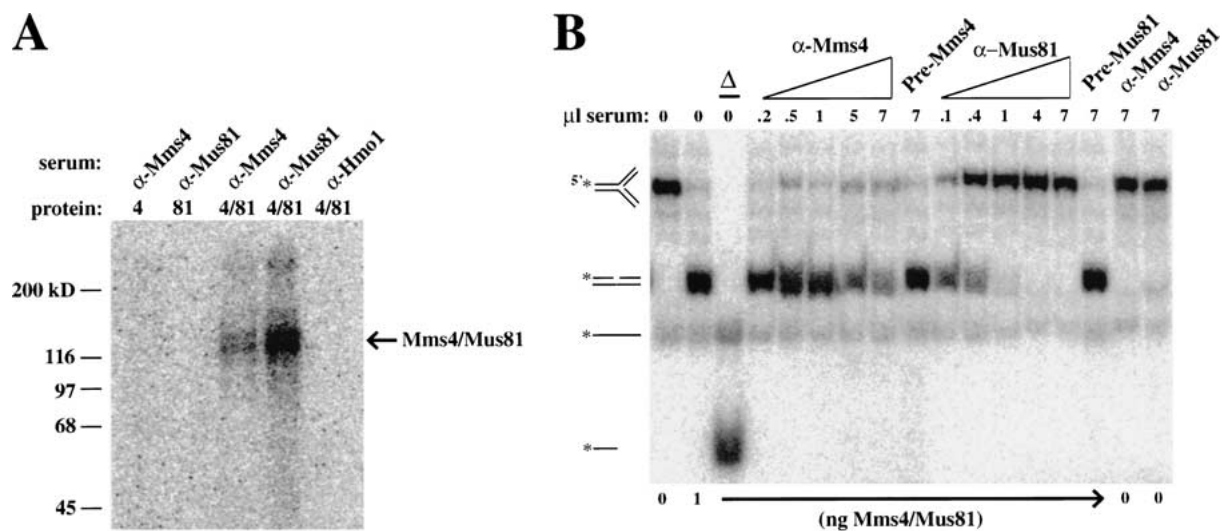 A
serum:
α-Mms4 α-Mus81 α-Mms4 α-Mus81 α-Hmo1
protein: 4 81 4/81 4/81 4/81
200 kD
Mms4/Mus81
116
97
68
45
B
α-Mms4 Pre-Mms4 α–Mus81 Pre-Mus81 α-Mms4 α-Mus81
Δ
μl serum: 0 0 0 .2 .5 1 5 7 7 .1 .4 1 4 7 7 7 7
5' *
*
*
*
0 1 0 0
(ng Mms4/Mus81)